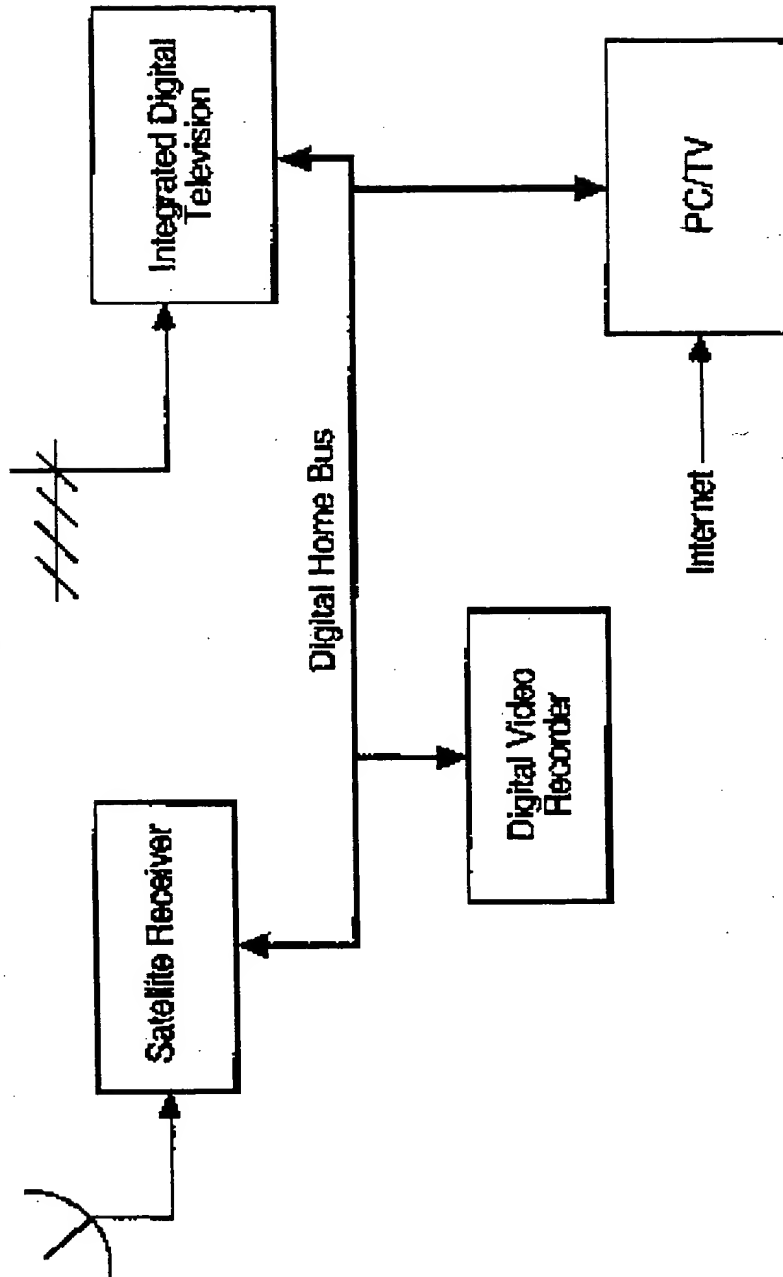 Satellite Receiver
Integrated Digital
Television
Digital Home Bus
Digital Video
Recorder
Internet
PC/TV